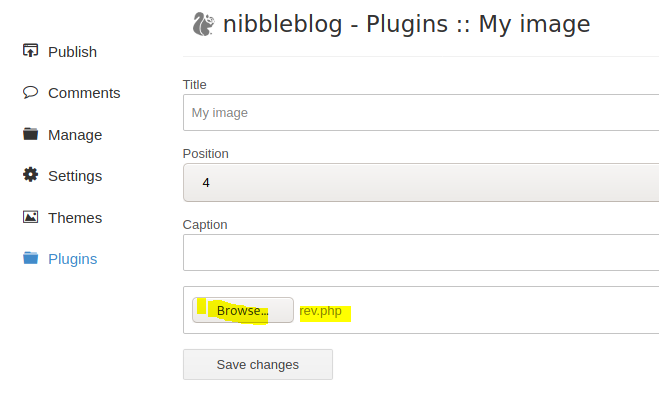 nibbleblog - Plugins :: My image
Publish
Comments
Manage
Settings
Themes
Plugins
Title
My image
Position
4
Caption
Browse... rev.php
Save changes